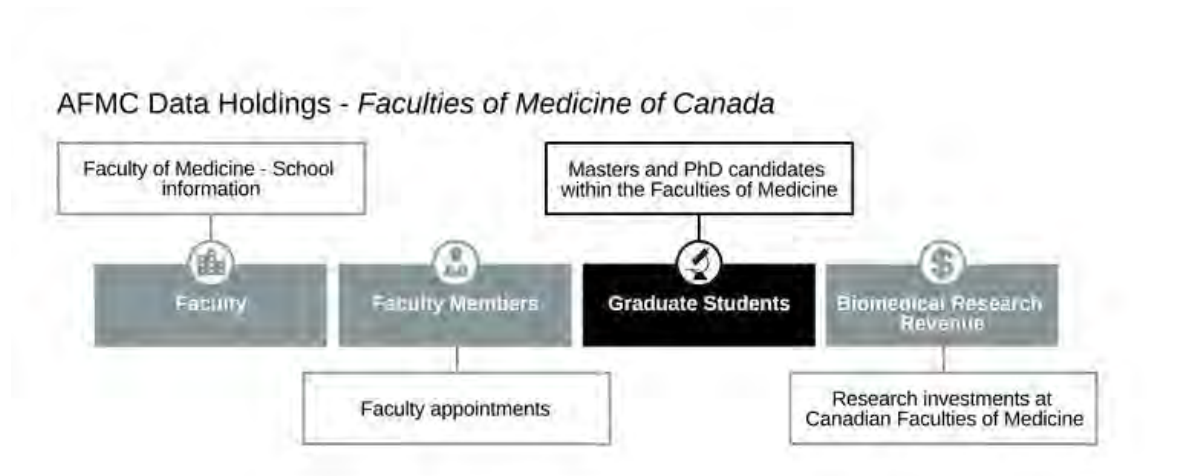 AFMC Data Holdings - Faculties of Medicine of Canada
Faculty of Medicine - School
information
Masters and PhD candidates
within the Faculties of Medicine
Faculty
Faculty Members
Graduate Students
Biomedical Research
Revenue
Faculty appointments
Research investments at
Canadian Faculties of Medicine